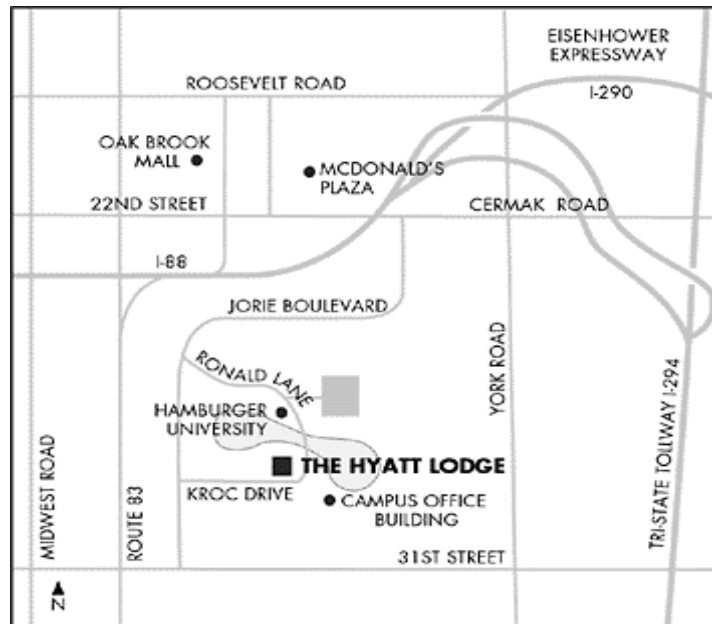 EISENHOWER
EXPRESSWAY
I-290
ROOSEVELT ROAD
OAK BROOK
MALL
MCDONALD'S
PLAZA
22ND STREET
CERMAK ROAD
I-88
JORIE BOULEVARD
RONALD LANE
YORK ROAD
HAMBURGER
UNIVERSITY
TRI-STATE TOLLWAY I-294
THE HYATT LODGE
KROC DRIVE
CAMPUS OFFICE
BUILDING
MIDWEST ROAD
ROUTE 83
31ST STREET
N